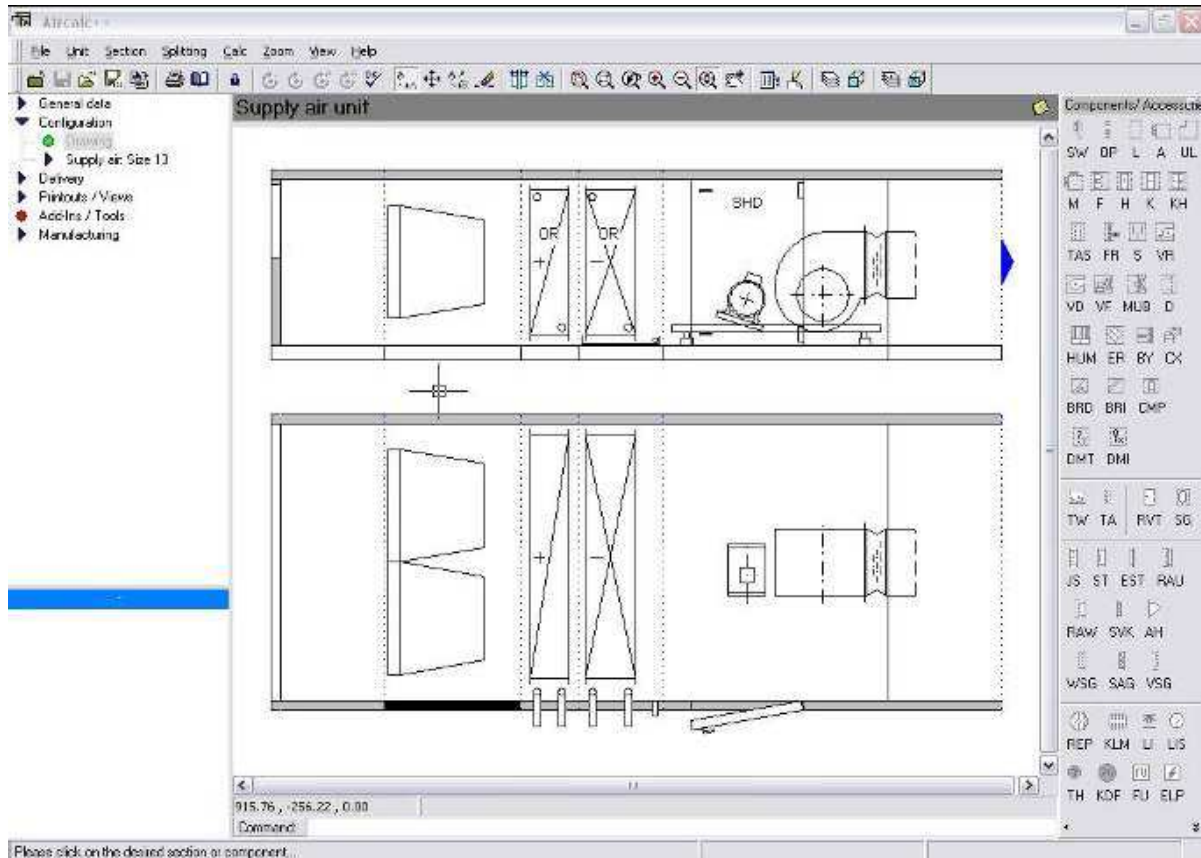 Aircalc++
File Unit Section Splitting Calc Zoom View Help
General data
Configuration
Drawing
Supply air: Size 13
Delivery
Printouts / Views
Add-Ins / Tools
Manufacturing
Supply air unit
SHD
OR OR
915.76 , -256.22 , 0.00
Command:
Please click on the desired section or component...
Components/ Accessorie
SW DP L A UL
M F H K KH
TAS FR S VR
VD VF MUB D
HUM ER BY CX
BRD BRI CMP
DMT DMI
TW TA RVT SG
JS ST EST RAU
RAW SVK AH
WSG SAG VSG
REP KLM LI LIS
TH KDF FU ELP